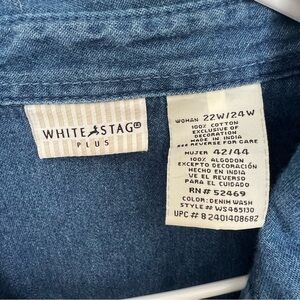 WHITE STAG
PLUS
WOMAN 22W/24W
100% COTTON
EXCLUSIVE OF
DECORATION
MADE IN INDIA
SEE REVERSE FOR CARE
MUJER 42/44
100% ALGODON
EXCEPTO DECORACIÓN
HECHO EN INDIA
VE EL REVERSO
PARA EL CUIDADO
RN# 52469
COLOR: DENIM WASH
STYLE # WS465130
UPC # 82401408682